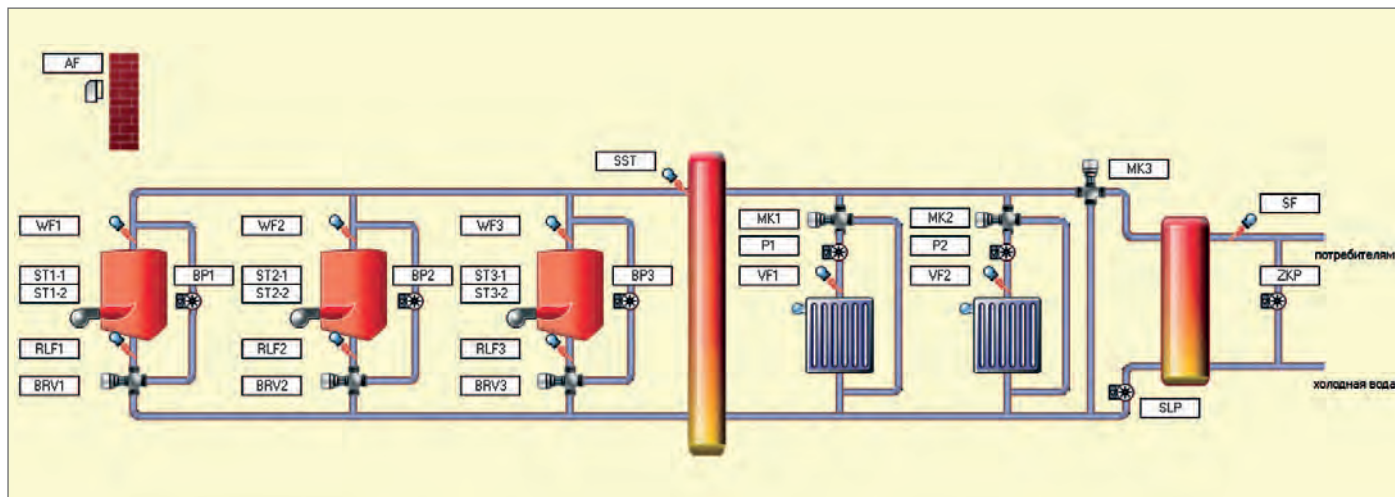 AF
SST
MK3
WF1
WF2
WF3
MK1
MK2
SF
P1
P2
потребителям
ST1-1
BP1
ST2-1
BP2
ST3-1
BP3
VF1
VF2
ZKP
ST1-2
ST2-2
ST3-2
RLF1
RLF2
RLF3
BRV1
BRV2
BRV3
холодная вода
SLP